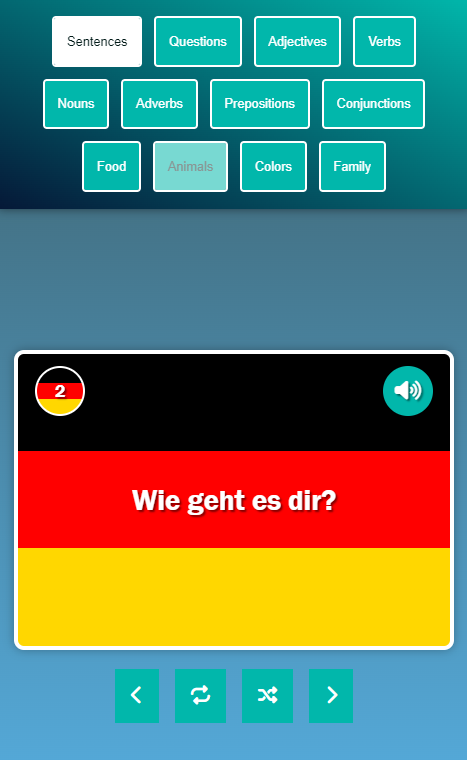 Sentences Questions Adjectives Verbs
Nouns Adverbs Prepositions Conjunctions
Food Animals Colors Family
2
Wie geht es dir?